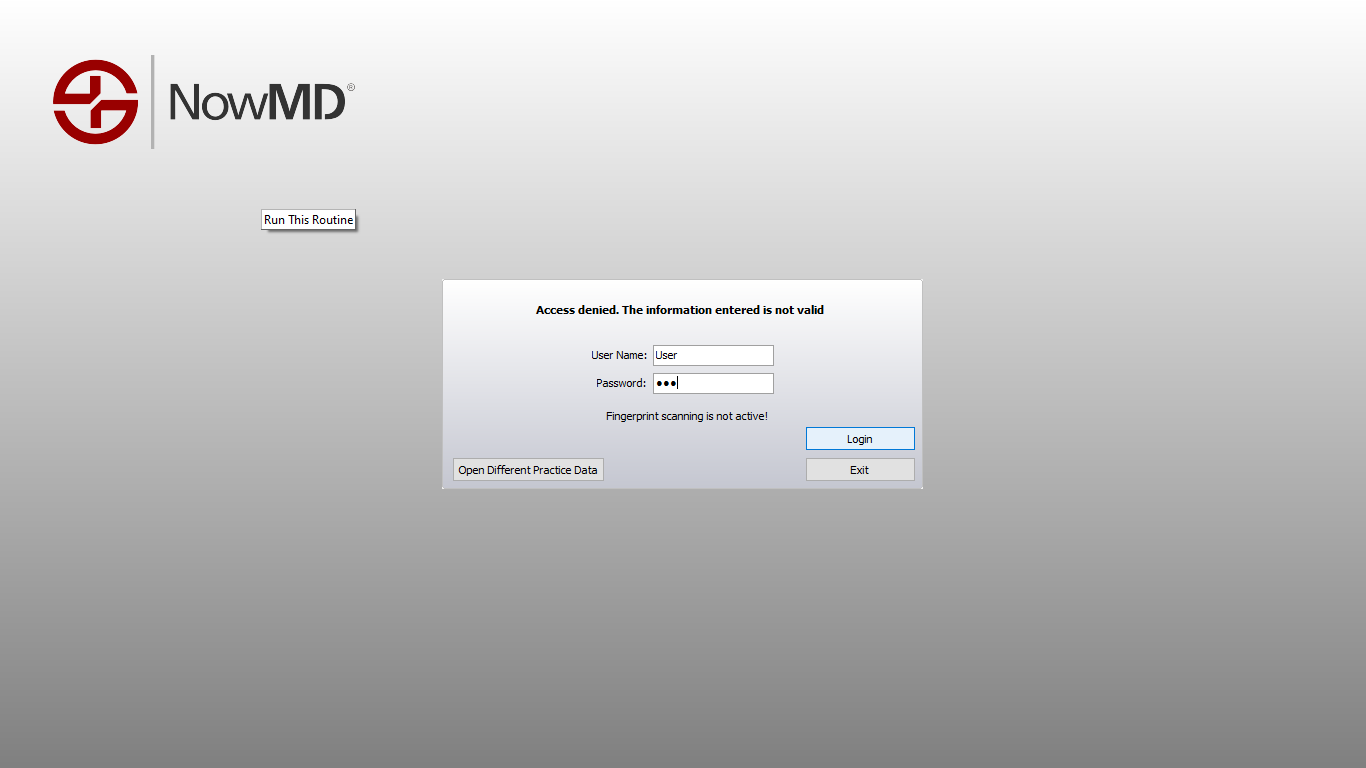 NowMD®
Run This Routine
Access denied. The information entered is not valid
User Name: User
Password: •••
Fingerprint scanning is not active!
Login
Open Different Practice Data Exit